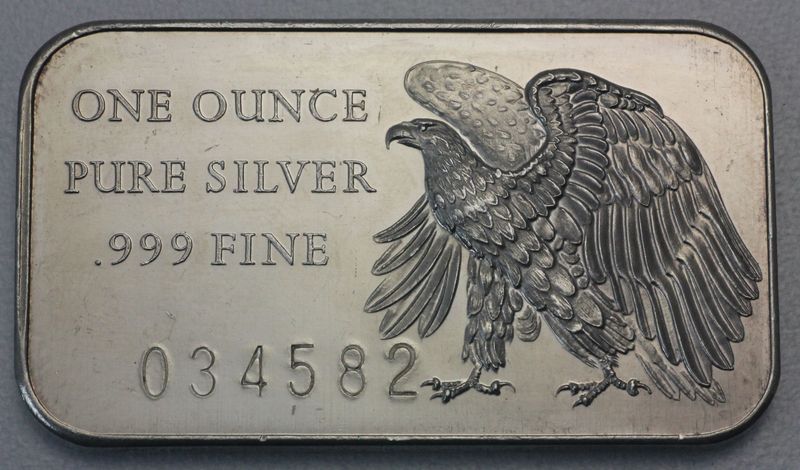 ONE OUNCE
PURE SILVER
.999 FINE
034582